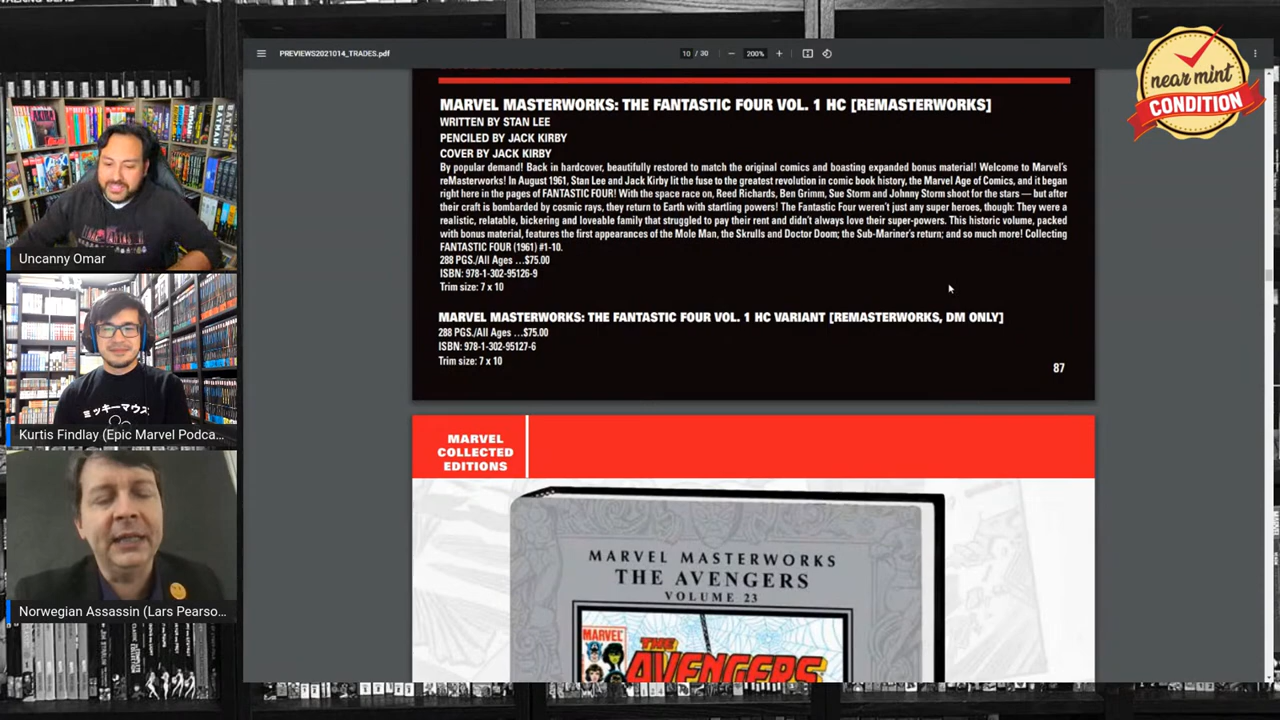 PREVIEWS2021014_TRADES.pdf
10 / 30
200%
near mint
CONDITION
MARVEL MASTERWORKS: THE FANTASTIC FOUR VOL. 1 HC [REMASTERWORKS]
WRITTEN BY STAN LEE
PENCILED BY JACK KIRBY
COVER BY JACK KIRBY
By popular demand! Back in hardcover, beautifully restored to match the original comics and boasting expanded bonus material! Welcome to Marvel's
reMasterworks! In August 1961, Stan Lee and Jack Kirby lit the fuse to the greatest revolution in comic book history, the Marvel Age of Comics, and it began
right here in the pages of FANTASTIC FOUR! With the space race on, Reed Richards, Ben Grimm, Sue Storm and Johnny Storm shoot for the stars — but after
their craft is bombarded by cosmic rays, they return to Earth with startling powers! The Fantastic Four weren't just any super heroes, though: They were a
realistic, relatable, bickering and loveable family that struggled to pay their rent and didn't always love their super-powers. This historic volume, packed
with bonus material, features the first appearances of the Mole Man, the Skrulls and Doctor Doom; the Sub-Mariner's return; and so much more! Collecting
FANTASTIC FOUR (1961) #1-10.
288 PGS./All Ages ...$75.00
ISBN: 978-1-302-95126-9
Trim size: 7 x 10
MARVEL MASTERWORKS: THE FANTASTIC FOUR VOL. 1 HC VARIANT [REMASTERWORKS, DM ONLY]
288 PGS./All Ages ...$75.00
ISBN: 978-1-302-95127-6
Trim size: 7 x 10
87
MARVEL
COLLECTED
EDITIONS
MARVEL MASTERWORKS
THE AVENGERS
VOLUME 23
MARVEL
THE
AVENGERS
Uncanny Omar
ミッキーマウス
Kurtis Findlay (Epic Marvel Podca...
Norwegian Assassin (Lars Pearso...